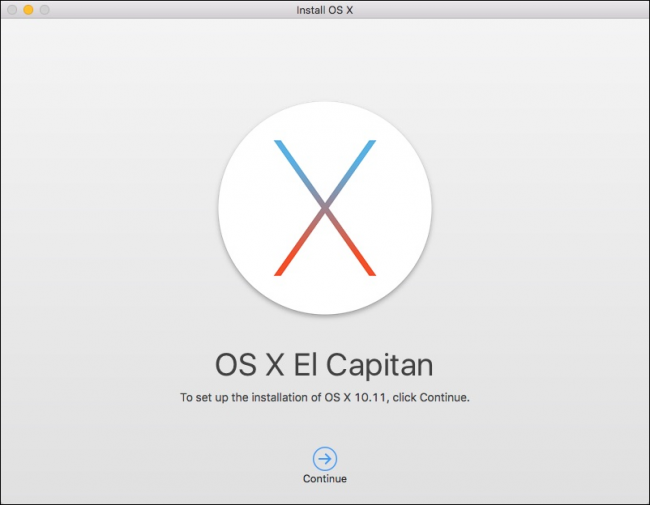 Install OS X
OS X El Capitan
To set up the installation of OS X 10.11, click Continue.
Continue